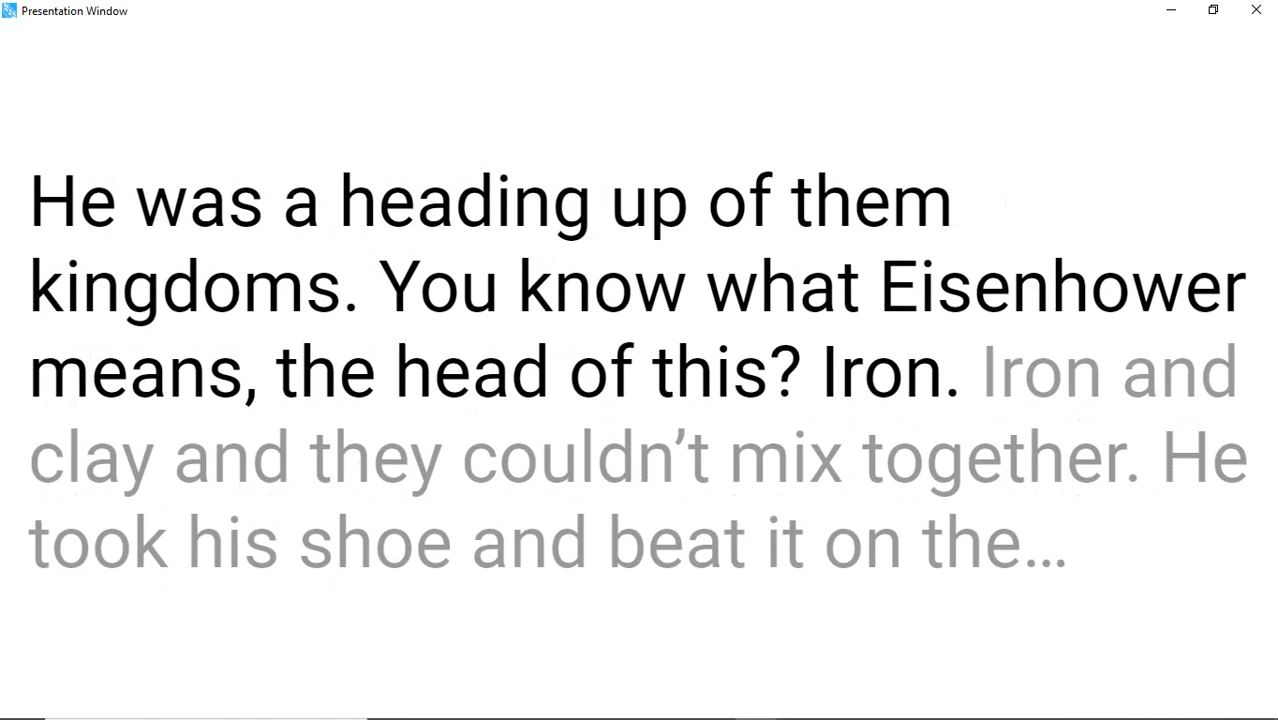 Presentation Window
He was a heading up of them
kingdoms. You know what Eisenhower
means, the head of this? Iron. Iron and
clay and they couldn’t mix together. He
took his shoe and beat it on the…